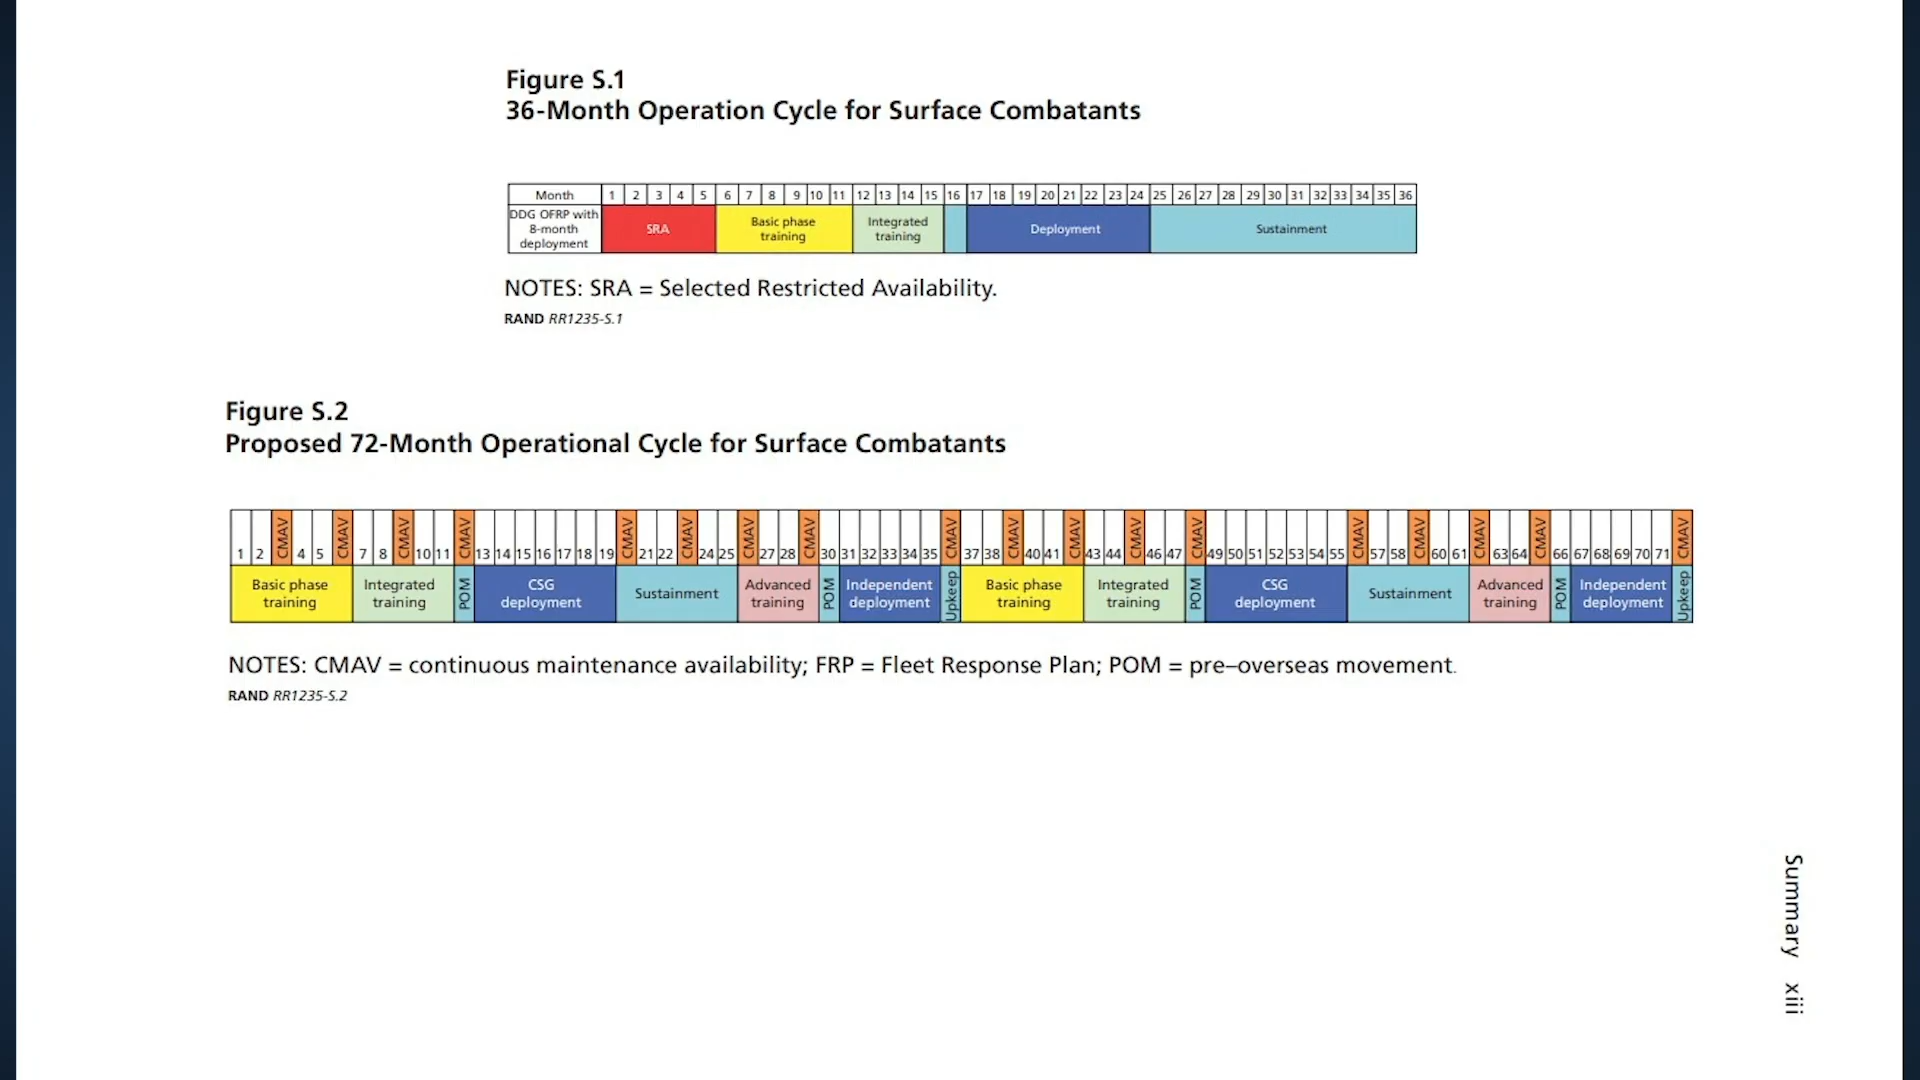 Figure S.1
36-Month Operation Cycle for Surface Combatants
Month 1 2 3 4 5 6 7 8 9 10 11 12 13 14 15 16 17 18 19 20 21 22 23 24 25 26 27 28 29 30 31 32 33 34 35 36
DDG OFRP with
8-month
deployment
SRA
Basic phase
training
Integrated
training
Deployment
Sustainment
NOTES: SRA = Selected Restricted Availability.
RAND RR1235-S.1
Figure S.2
Proposed 72-Month Operational Cycle for Surface Combatants
1 2 CMAV 4 5 CMAV 7 8 CMAV 10 11 CMAV 13 14 15 16 17 18 19 CMAV 21 22 CMAV 24 25 CMAV 27 28 CMAV 30 31 32 33 34 35 CMAV 37 38 CMAV 40 41 CMAV 43 44 CMAV 46 47 CMAV 49 50 51 52 53 54 55 CMAV 57 58 CMAV 60 61 CMAV 63 64 CMAV 66 67 68 69 70 71 CMAV
Basic phase
training
Integrated
training
POM
CSG
deployment
Sustainment
Advanced
training
POM
Independent
deployment
Upkeep
Basic phase
training
Integrated
training
POM
CSG
deployment
Sustainment
Advanced
training
POM
Independent
deployment
Upkeep
NOTES: CMAV = continuous maintenance availability; FRP = Fleet Response Plan; POM = pre–overseas movement.
RAND RR1235-S.2
Summary xiii